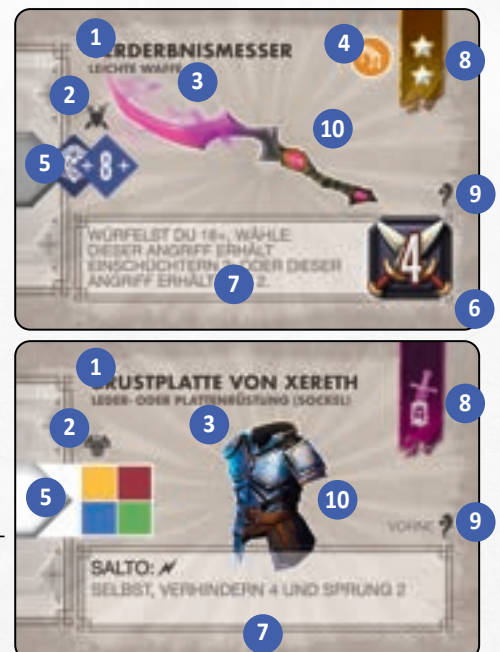 1
4
8
ERDERBNISMESSER
LEICHTE WAFFE
3
2
10
5
8+
9
WÜRFELST DU 18+, WÄHLE:
DIESER ANGRIFF ERHÄLT
EINSCHÜCHTERN ODER DIESER
ANGRIFF ERHÄLT 2.
7
4
6
1
RUSTPLATTE VON XERETH
LEDER- ODER PLATTENRÜSTUNG (SOCKEL)
8
2
3
5
10
VORNE
9
SALTO:
SELBST, VERHINDERN 4 UND SPRUNG 2
7